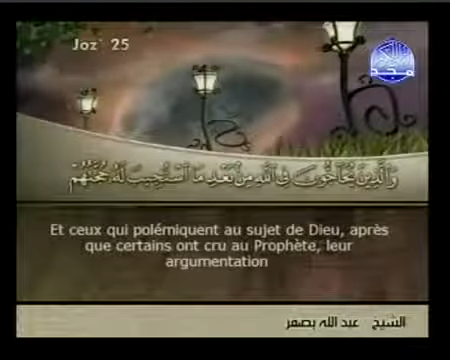 Joz` 25
مجد
وَالَّذِينَ يُحَاجُّونَ فِي اللَّهِ مِنْ بَعْدِ مَا اسْتُجِيبَ لَهُ حُجَّتُهُمْ
Et ceux qui polémiquent au sujet de Dieu, après
que certains ont cru au Prophète, leur
argumentation
الشيخ عبد الله بصفر